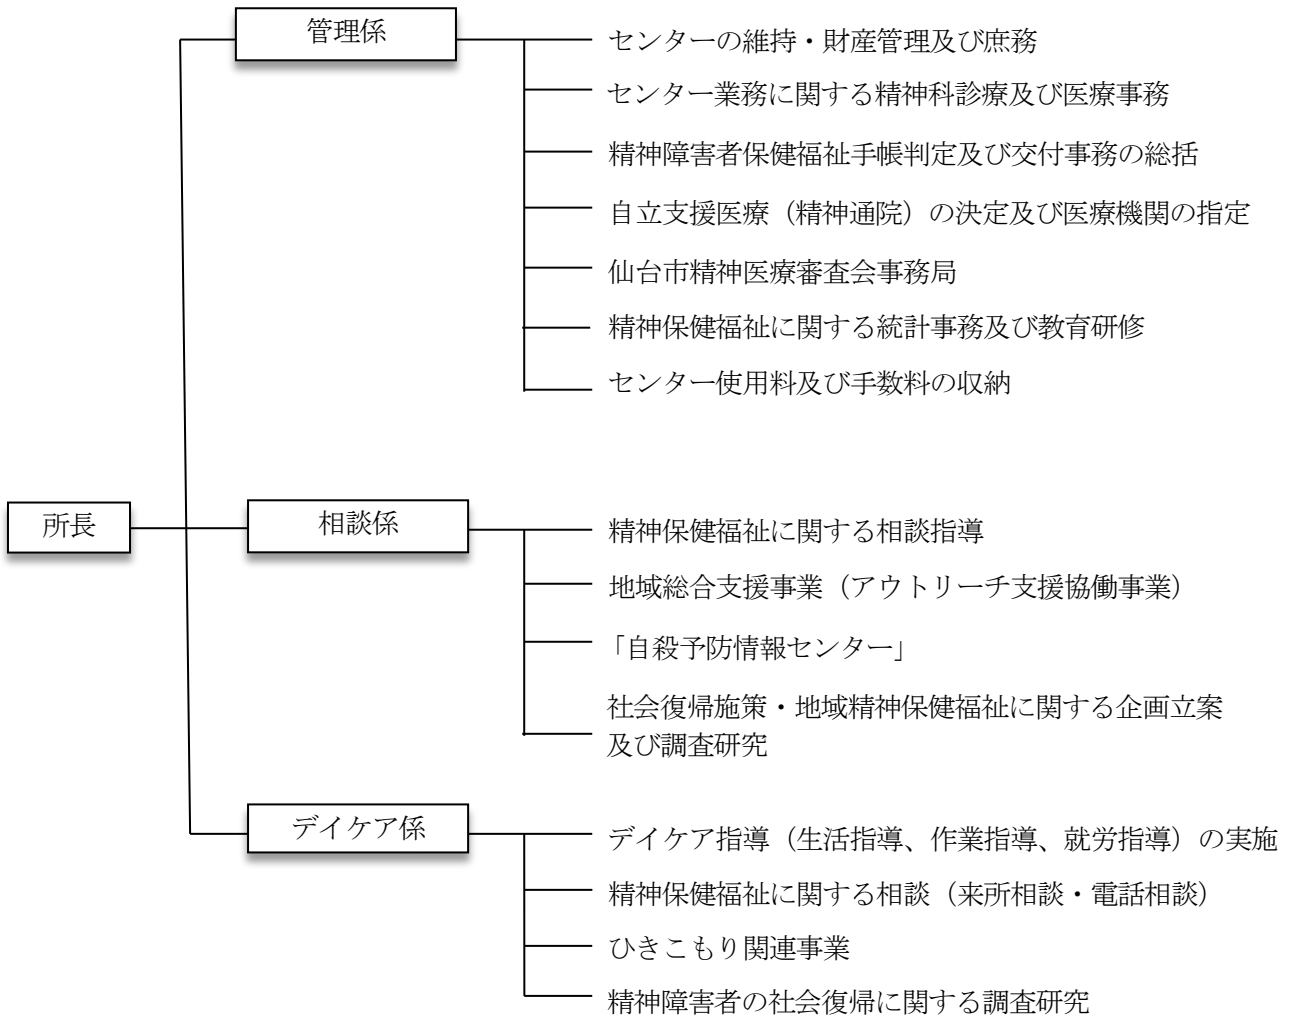 管理係
センターの維持・財産管理及び庶務
センター業務に関する精神科診療及び医療事務
精神障害者保健福祉手帳判定及び交付事務の総括
自立支援医療（精神通院）の決定及び医療機関の指定
仙台市精神医療審査会事務局
精神保健福祉に関する統計事務及び教育研修
センター使用料及び手数料の収納
所長
相談係
精神保健福祉に関する相談指導
地域総合支援事業（アウトリーチ支援協働事業）
「自殺予防情報センター」
社会復帰施策・地域精神保健福祉に関する企画立案
及び調査研究
デイケア係
デイケア指導（生活指導、作業指導、就労指導）の実施
精神保健福祉に関する相談（来所相談・電話相談）
ひきこもり関連事業
精神障害者の社会復帰に関する調査研究